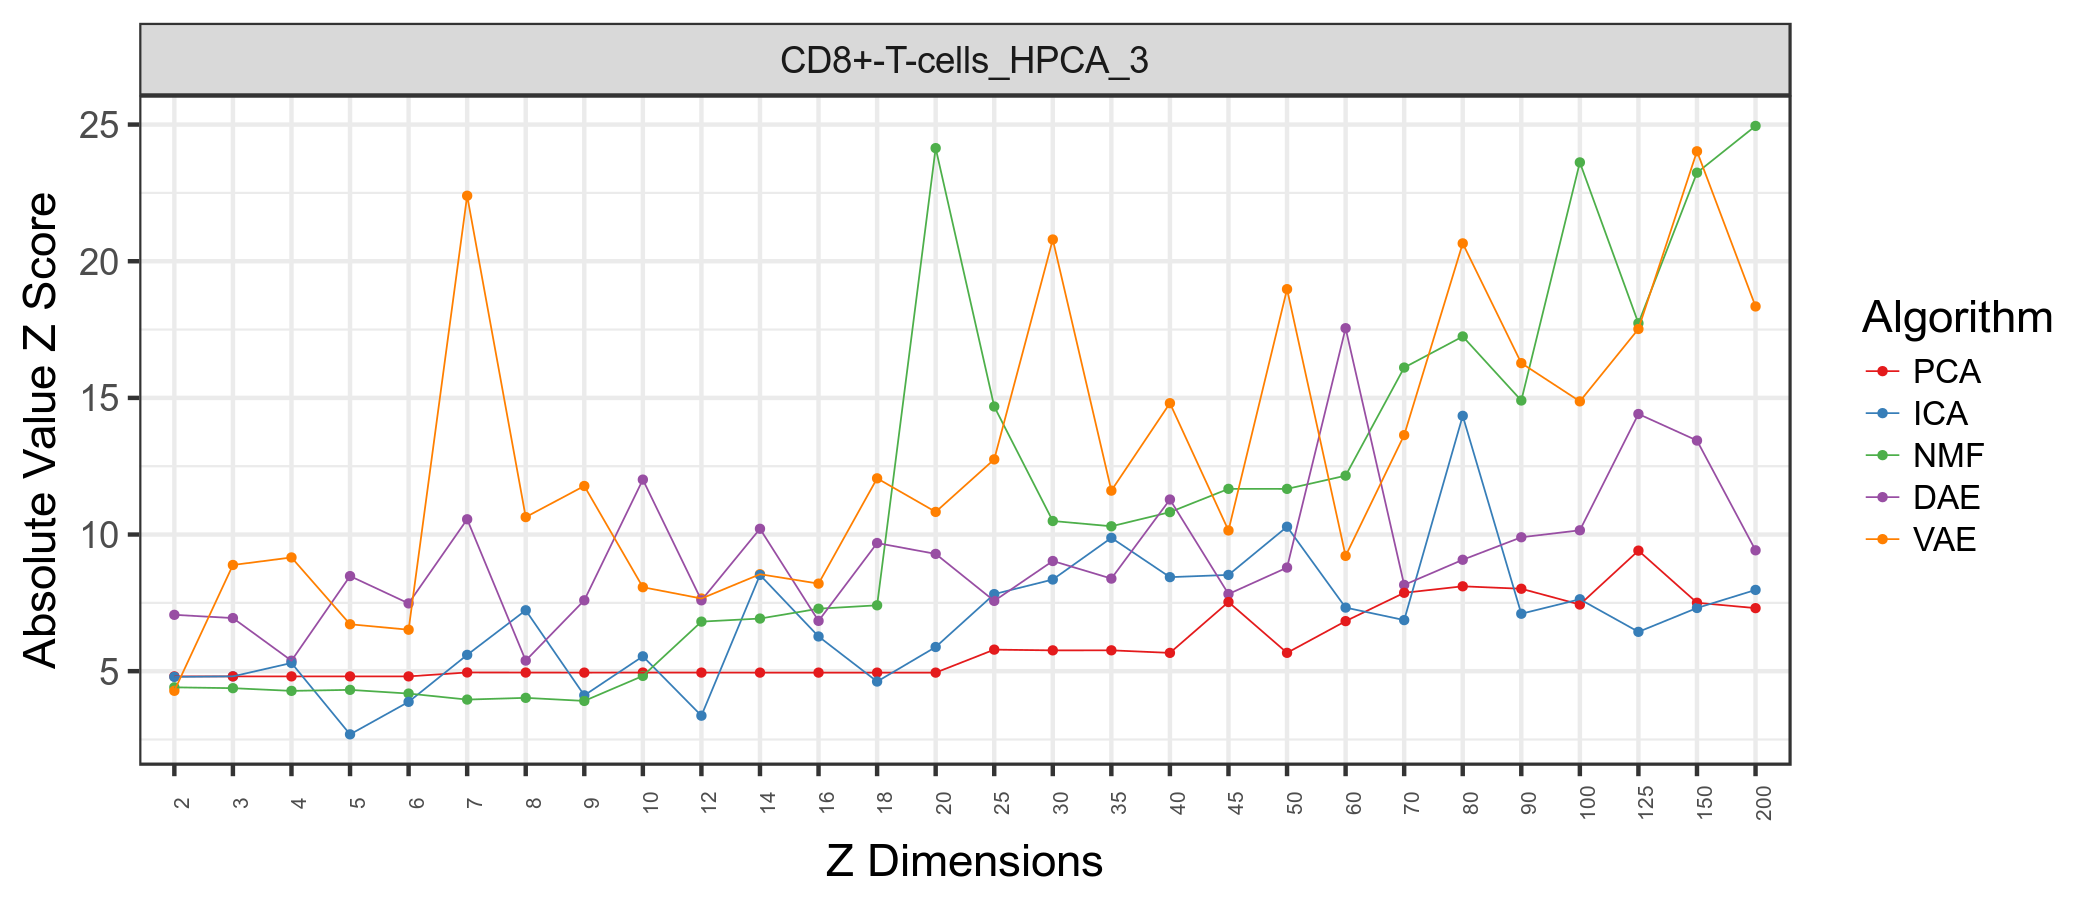 CD8+-T-cells_HPCA_3
Absolute Value Z Score
25
20
15
10
5
2 3 4 5 6 7 8 9 10 12 14 16 18 20 25 30 35 40 45 50 60 70 80 90 100 125 150 200
Z Dimensions
Algorithm
PCA
ICA
NMF
DAE
VAE